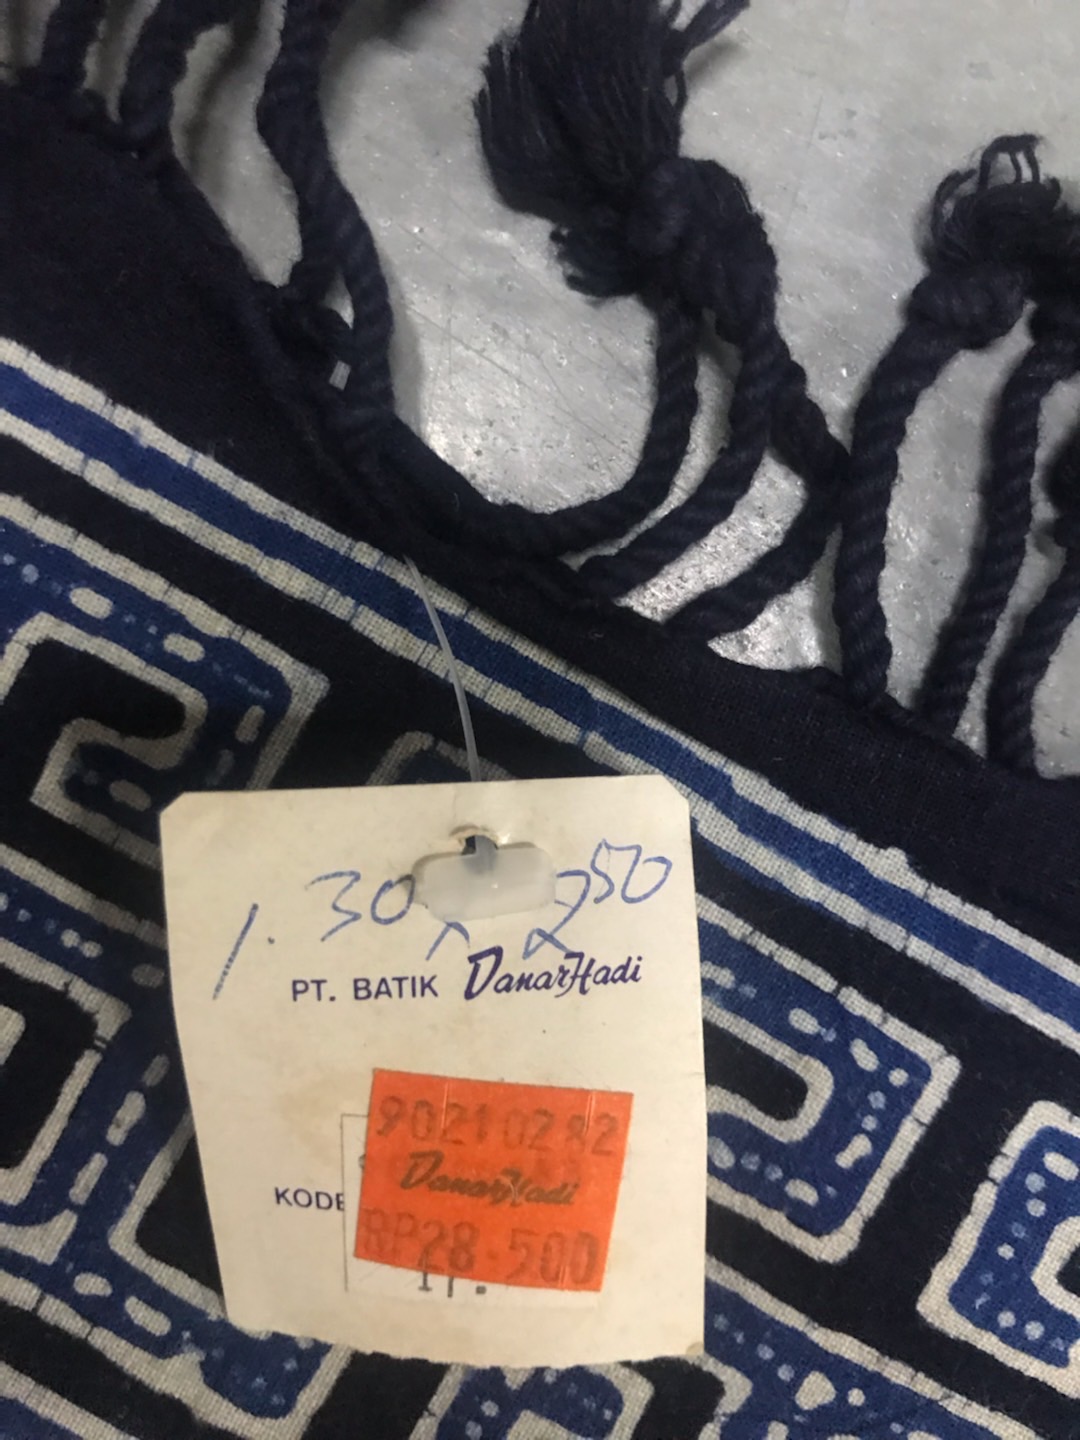 1.30 x 250
PT. BATIK DanarHadi
90210282
DanarHadi
KODE
RP28.500